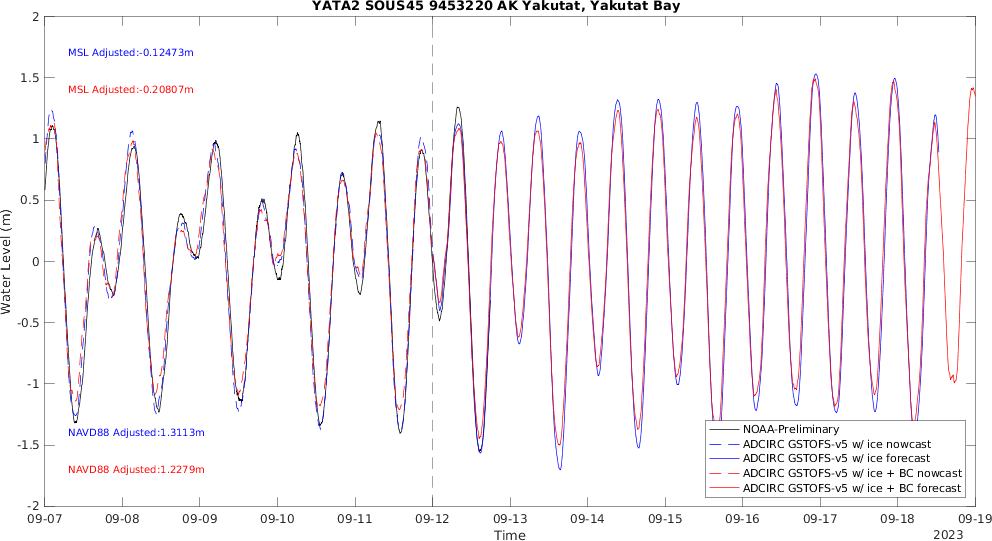 YATA2 SOUS45 9453220 AK Yakutat, Yakutat Bay
2
1.5
1
0.5
0
-0.5
-1
-1.5
-2
Water Level (m)
MSL Adjusted:-0.12473m
MSL Adjusted:-0.20807m
NAVD88 Adjusted:1.3113m
NAVD88 Adjusted:1.2279m
NOAA-Preliminary
ADCIRC GSTOFS-v5 w/ ice nowcast
ADCIRC GSTOFS-v5 w/ ice forecast
ADCIRC GSTOFS-v5 w/ ice + BC nowcast
ADCIRC GSTOFS-v5 w/ ice + BC forecast
09-07 09-08 09-09 09-10 09-11 09-12 09-13 09-14 09-15 09-16 09-17 09-18 09-19
Time
2023